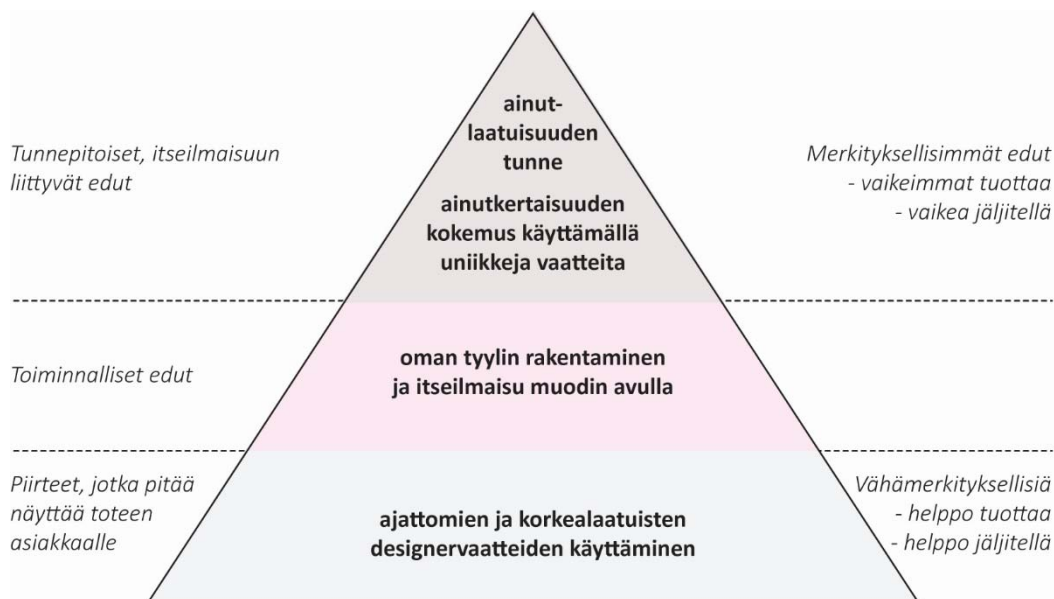 ainut-
laatuisuuden
tunne
ainutkertaisuuden
kokemus käyttämällä
uniikkeja vaatteita
Tunnepitoiset, itseilmaisuun
liittyvät edut
Merkityksellisimmät edut
- vaikeimmat tuottaa
- vaikea jäljitellä
Toiminnalliset edut
oman tyylin rakentaminen
ja itseilmaisu muodin avulla
Piirteet, jotka pitää
näyttää toteen
asiakkaalle
ajattomien ja korkealaatuisten
designervaatteiden käyttäminen
Vähämerkityksellisiä
- helppo tuottaa
- helppo jäljitellä